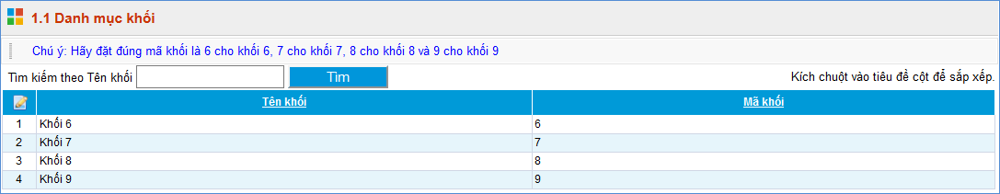 1.1 Danh mục khối
Chú ý: Hãy đặt đúng mã khối là 6 cho khối 6, 7 cho khối 7, 8 cho khối 8 và 9 cho khối 9
Tìm kiếm theo Tên khối Tìm Kích chuột vào tiêu đề cột để sắp xếp.
Tên khối Mã khối
1 Khối 6 6
2 Khối 7 7
3 Khối 8 8
4 Khối 9 9